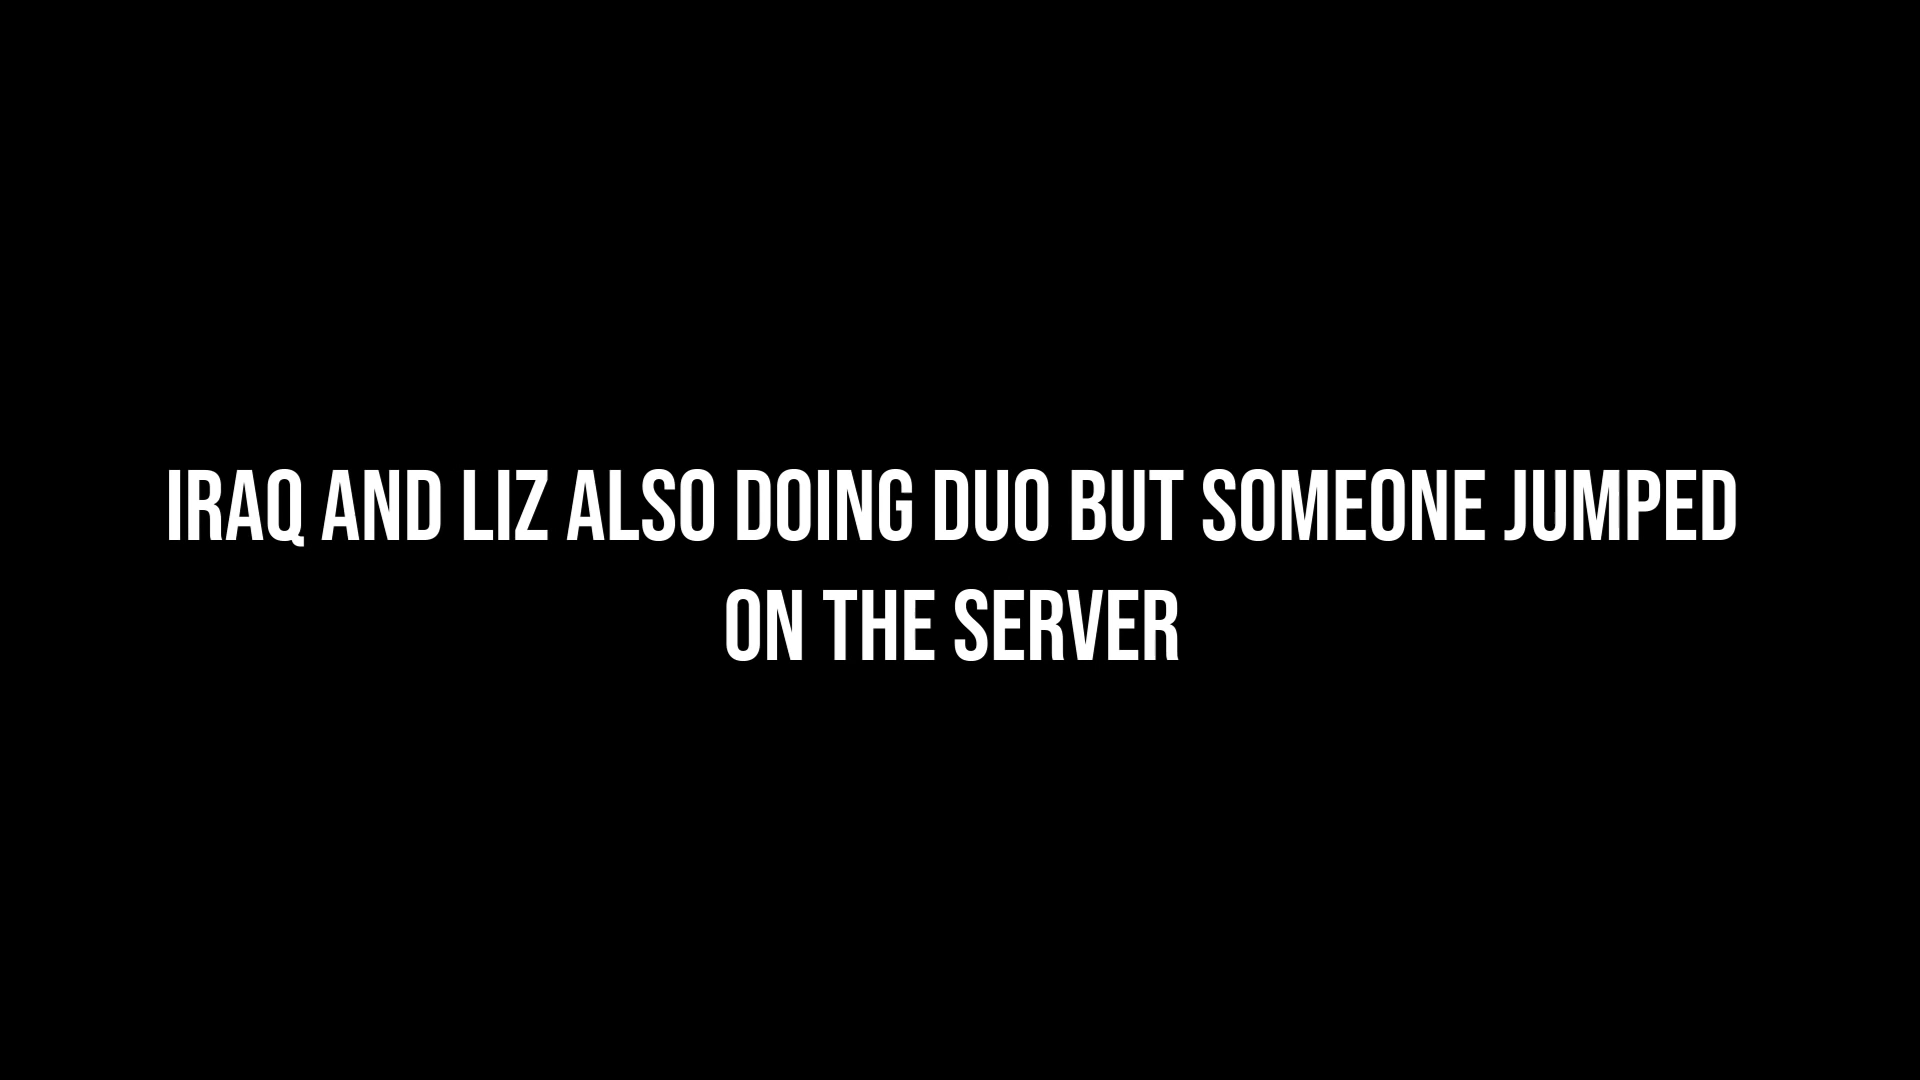 IRAQ AND LIZ ALSO DOING DUO BUT SOMEONE JUMPED
ON THE SERVER